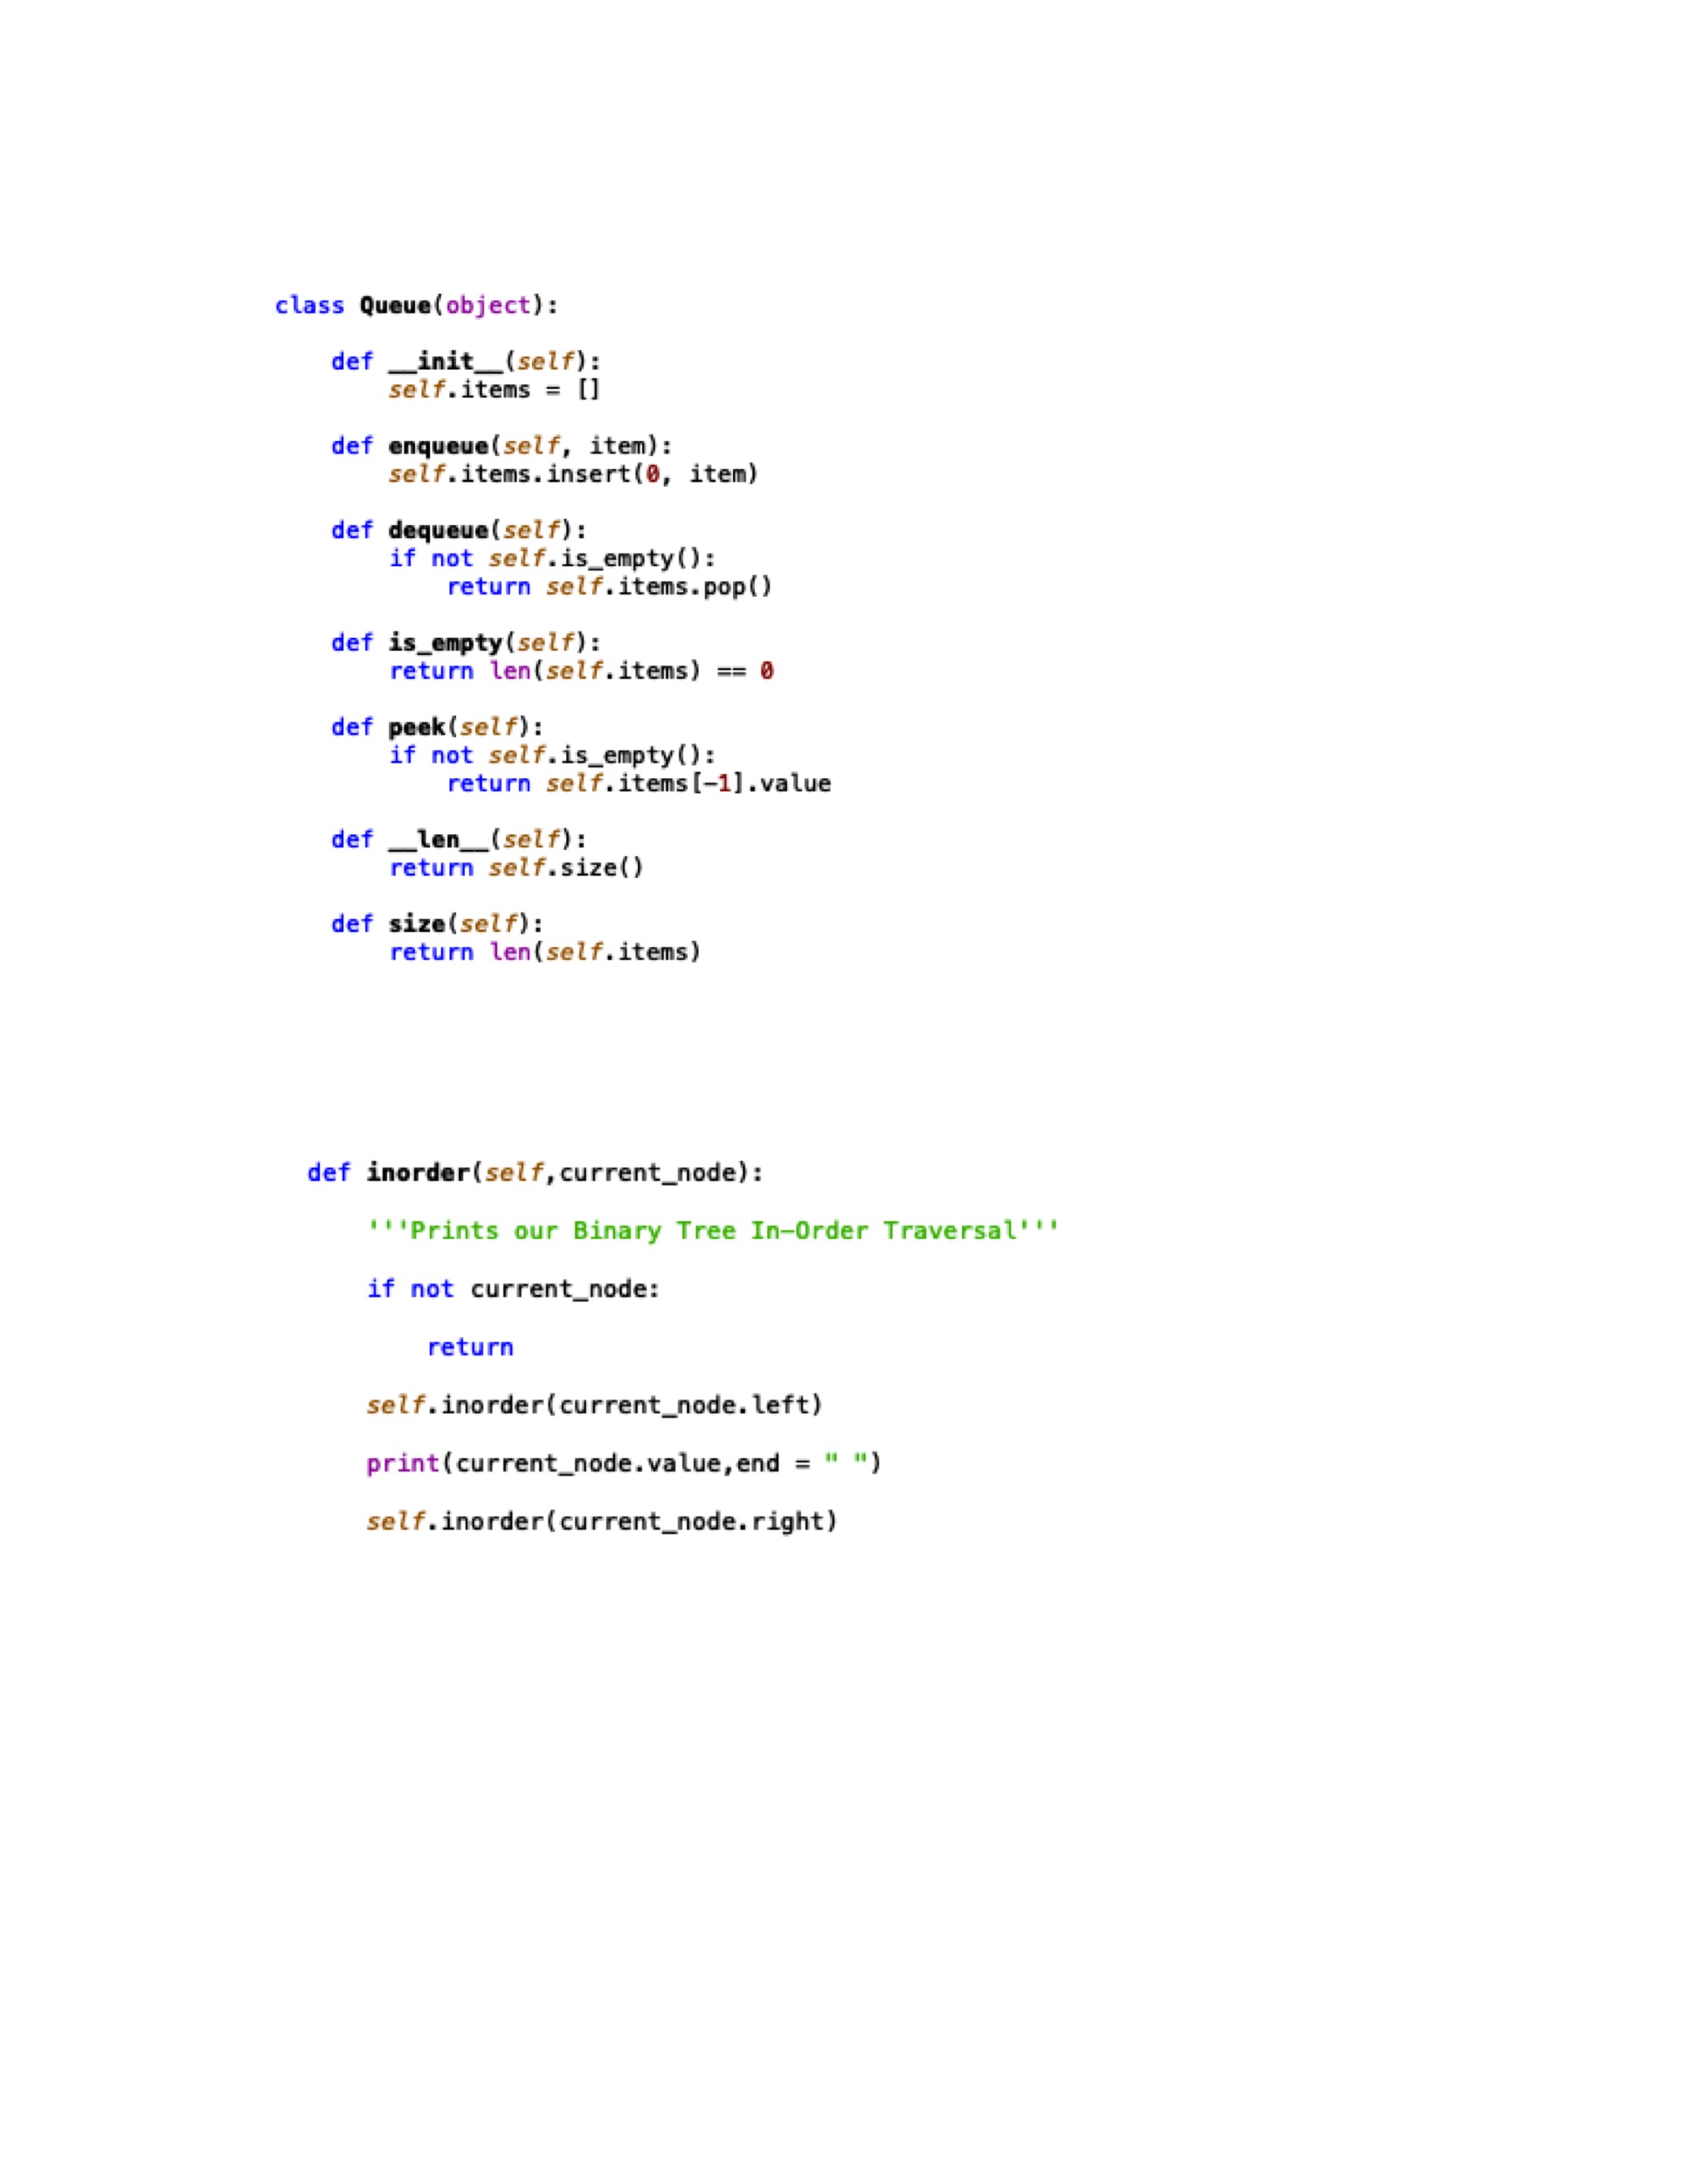 class Queue(object):
    def __init__(self):
        self.items = []
    def enqueue(self, item):
        self.items.insert(0, item)
    def dequeue(self):
        if not self.is_empty():
            return self.items.pop()
    def is_empty(self):
        return len(self.items) == 0
    def peek(self):
        if not self.is_empty():
            return self.items[-1].value
    def __len__(self):
        return self.size()
    def size(self):
        return len(self.items)
def inorder(self,current_node):
    '''Prints our Binary Tree In-Order Traversal'''
    if not current_node:
        return
    self.inorder(current_node.left)
    print(current_node.value,end = " ")
    self.inorder(current_node.right)